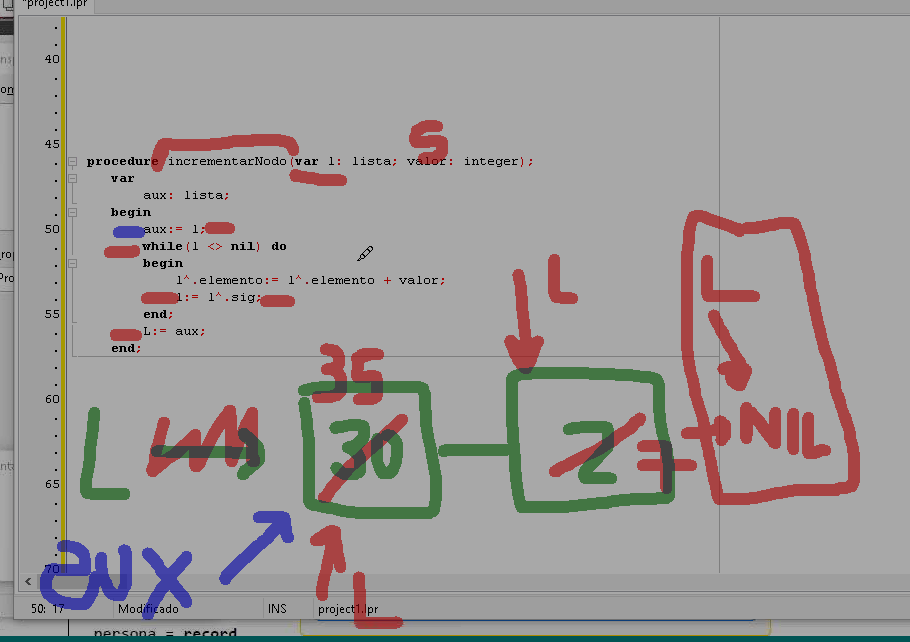 *project1.lpr
40
45
S
procedure incrementarNodo(var l: lista; valor: integer);
var
aux: lista;
begin
50
aux:= l;
while(l <> nil) do
begin
l^.elemento:= l^.elemento + valor;
l:= l^.sig;
55
end;
L:= aux;
end;
L
L
35
60
L
30
2
77
NIL
65
70
aux
L
50: 17
Modificado
INS
project1.lpr
persona = record